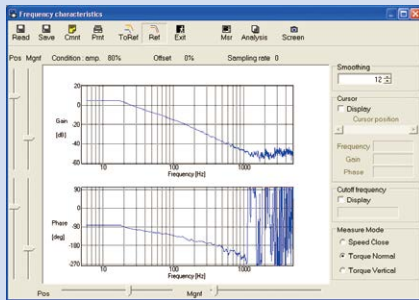 Frequency characteristics
Read Save Cmnt Prnt ToRef Ref Exit Msr Analysis Screen
Pos Mgnf Condition : amp. 80% Offset 0% Sampling rate 0
Smoothing
12
Cursor
Display
Cursor position
Frequency
Gain
Phase
Cutoff frequency
Display
Measure Mode
Speed Close
Torque Normal
Torque Vertical
20
0
Gain
-20
[dB]
-40
-60
10 100 1000
Frequency [Hz]
90
0
Phase
-90
[deg]
-180
-270
10 100 1000
Frequency [Hz]
Pos Mgnf